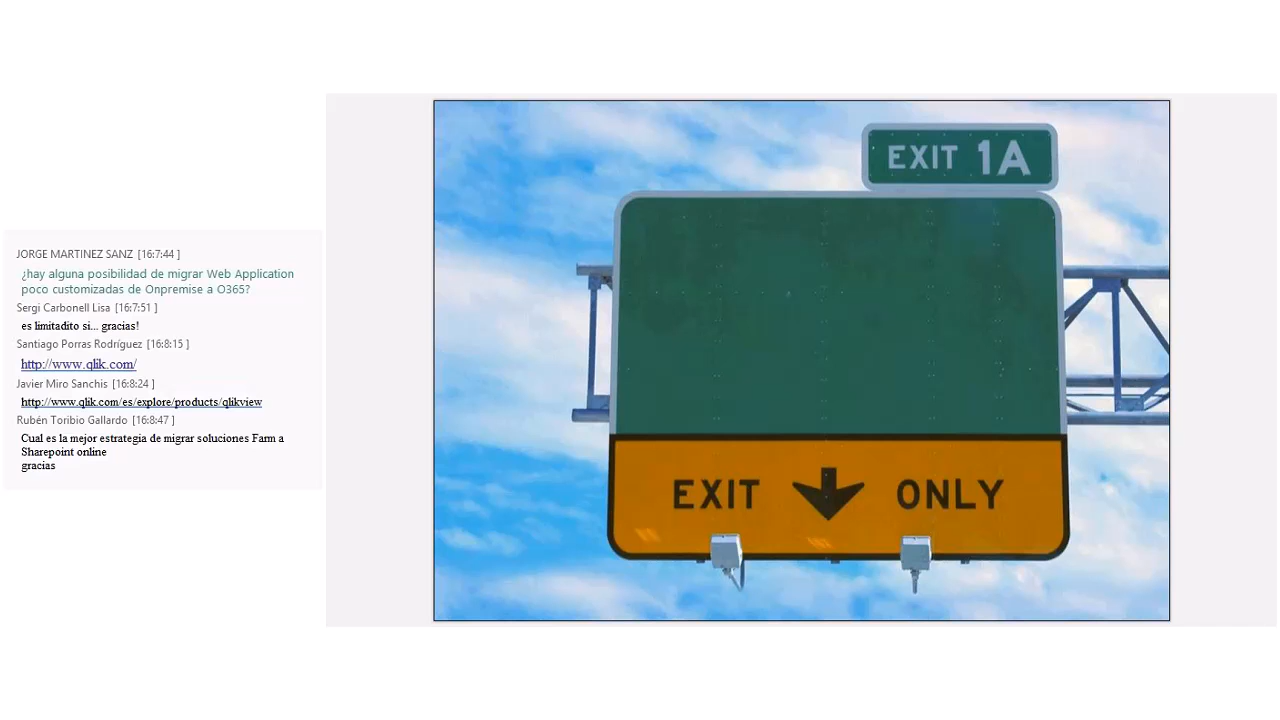 JORGE MARTINEZ SANZ [16:7:44 ]
¿hay alguna posibilidad de migrar Web Application
poco customizadas de Onpremise a O365?
Sergi Carbonell Lisa [16:7:51 ]
es limitadito si... gracias!
Santiago Porras Rodríguez [16:8:15 ]
http://www.qlik.com/
Javier Miro Sanchis [16:8:24 ]
http://www.qlik.com/es/explore/products/qlikview
Rubén Toribio Gallardo [16:8:47 ]
Cual es la mejor estrategia de migrar soluciones Farm a
Sharepoint online
gracias
EXIT 1A
EXIT ONLY